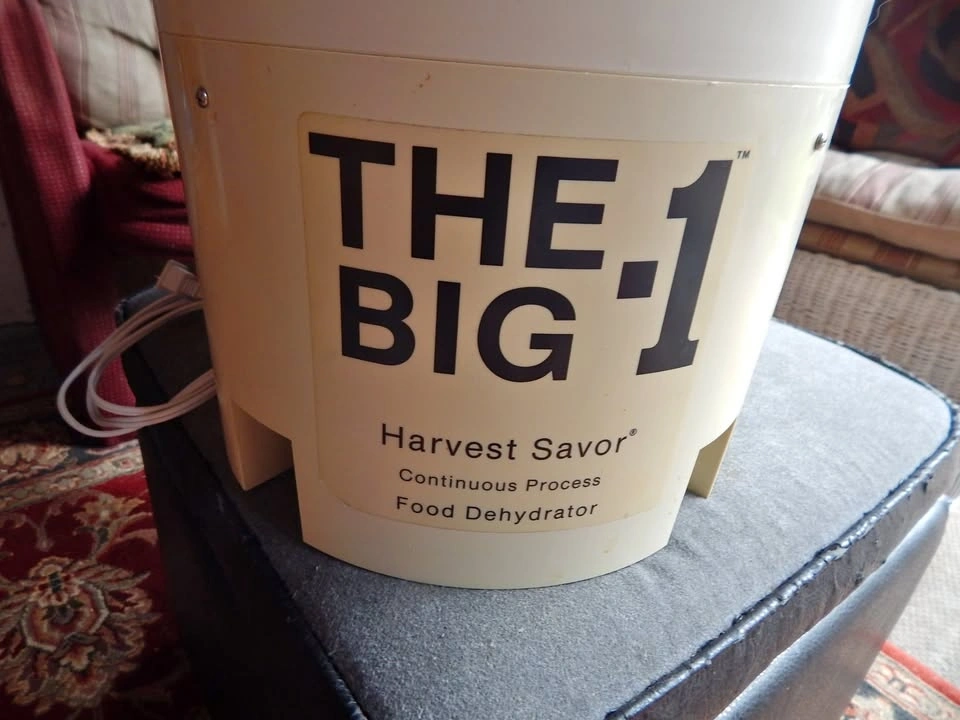 THE
BIG ·1™
Harvest Savor®
Continuous Process
Food Dehydrator